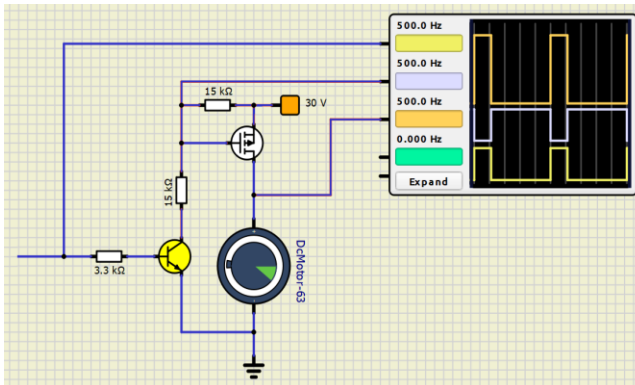 500.0 Hz
500.0 Hz
500.0 Hz
0.000 Hz
Expand
15 kΩ
30 V
15 kΩ
3.3 kΩ
DcMotor-63